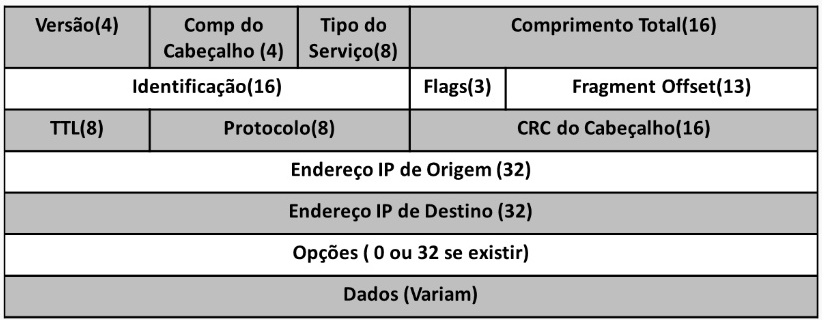 Versão(4)
Comp do
Cabeçalho (4)
Tipo do
Serviço(8)
Comprimento Total(16)
Identificação(16)
Flags(3)
Fragment Offset(13)
TTL(8)
Protocolo(8)
CRC do Cabeçalho(16)
Endereço IP de Origem (32)
Endereço IP de Destino (32)
Opções ( 0 ou 32 se existir)
Dados (Variam)